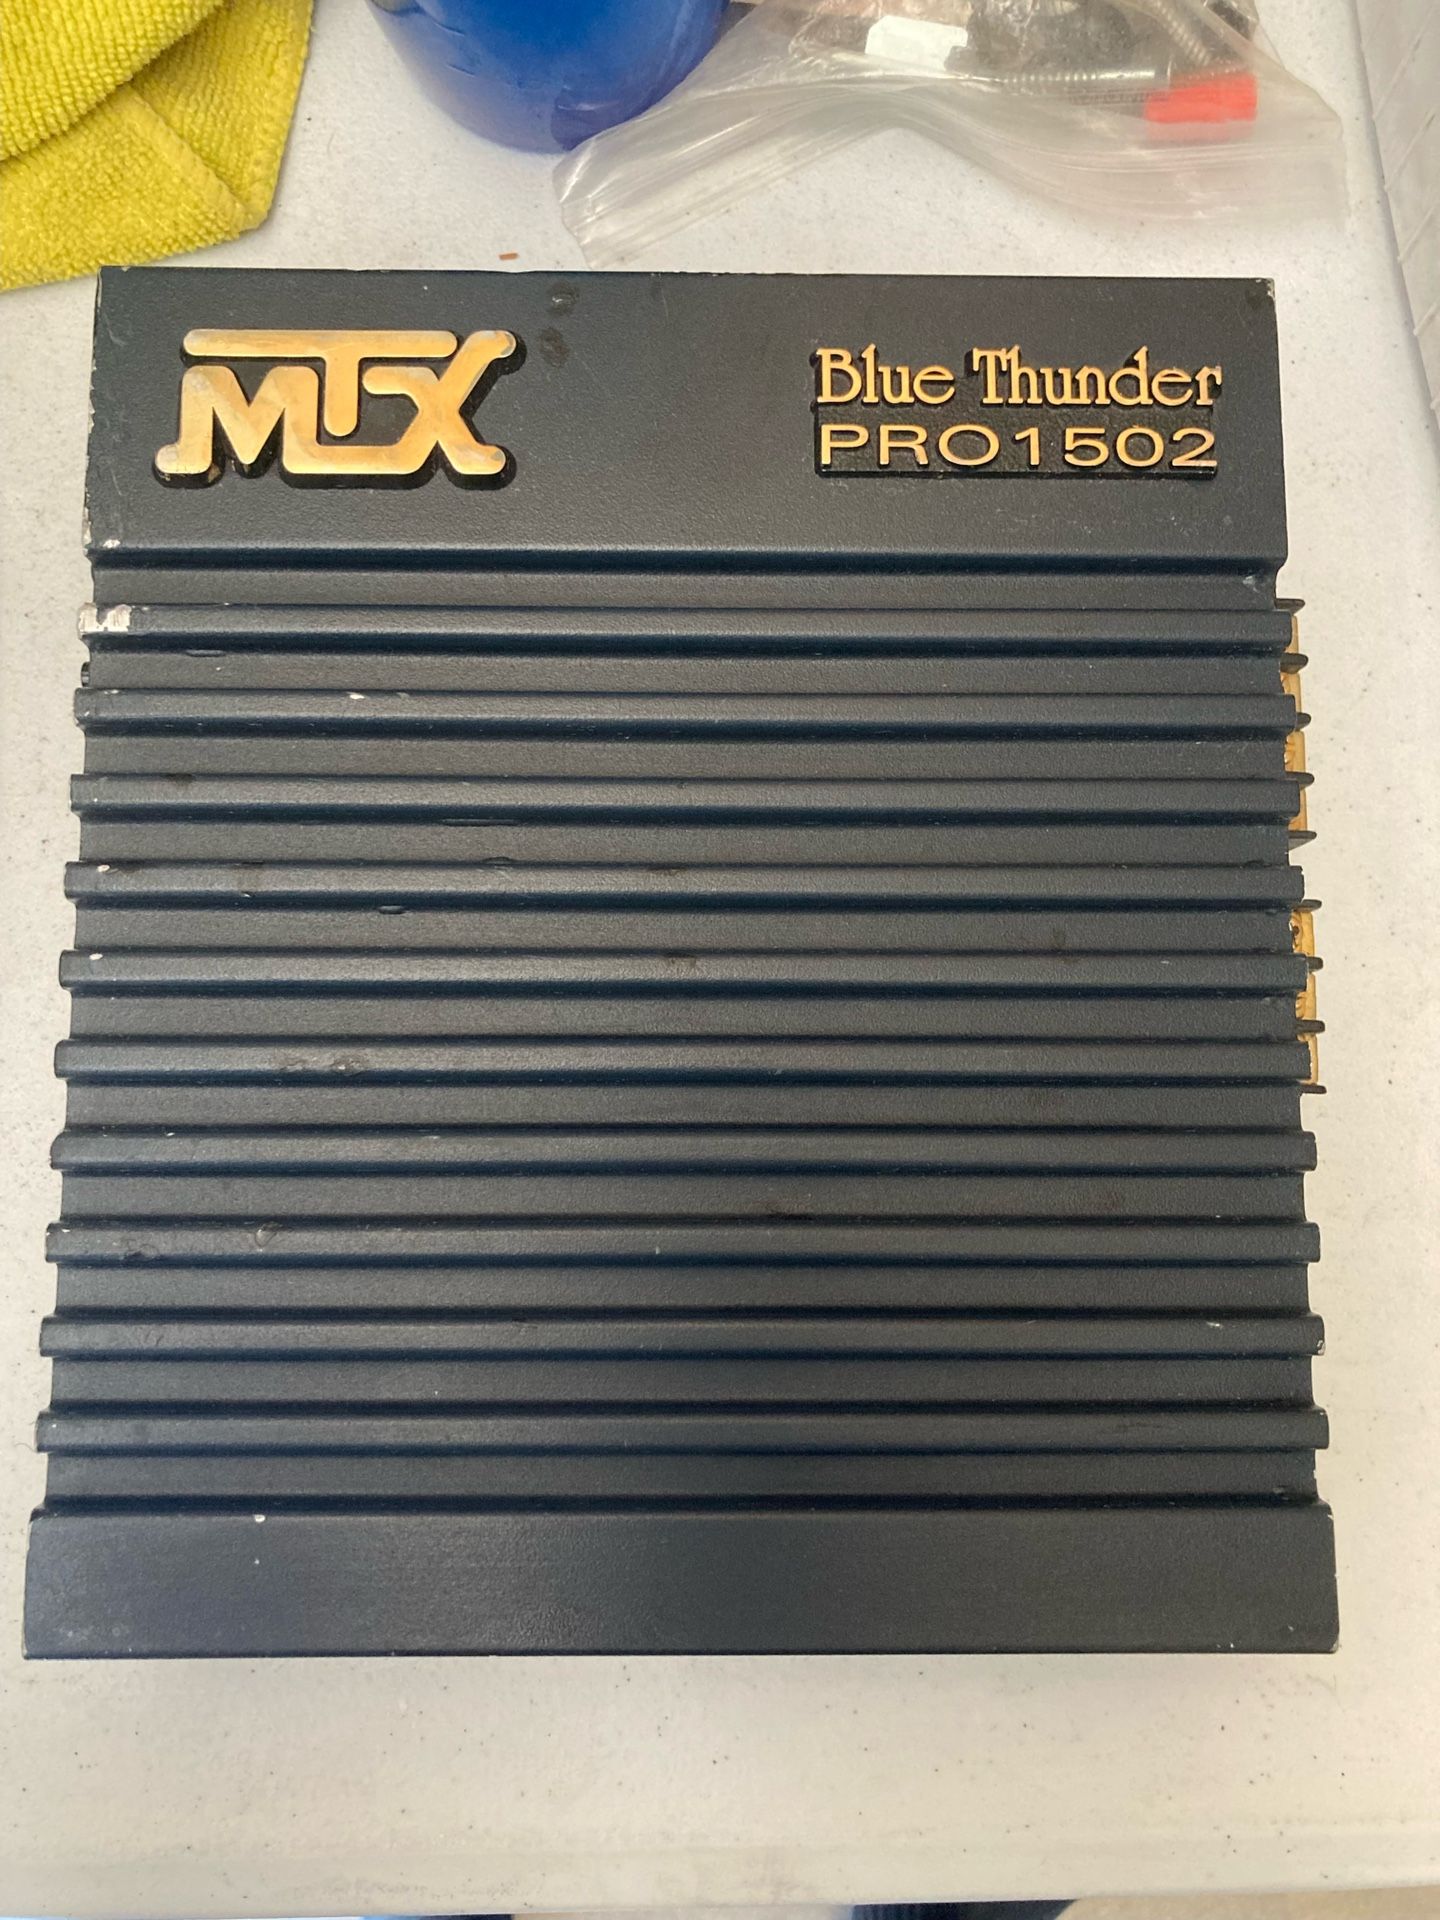 MTX
Blue Thunder
PRO1502